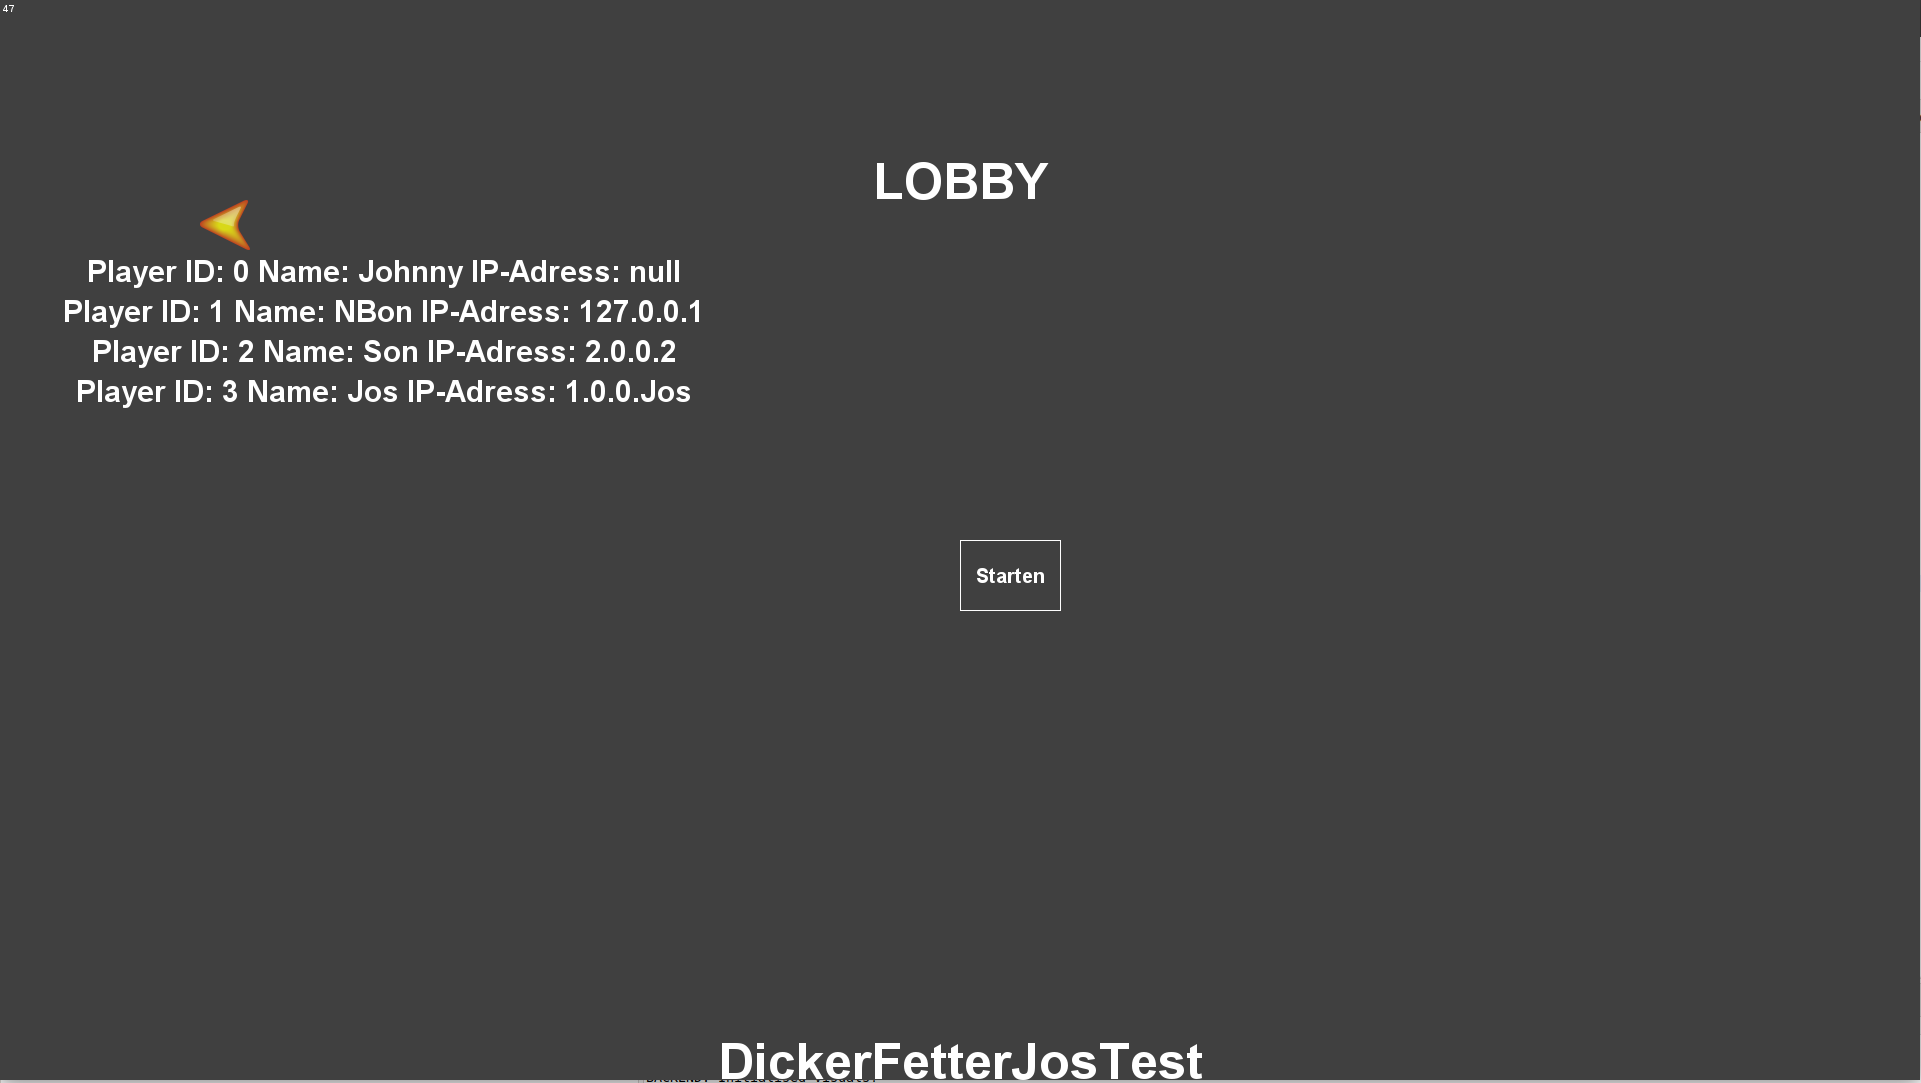 47
LOBBY
Player ID: 0 Name: Johnny IP-Adress: null
Player ID: 1 Name: NBon IP-Adress: 127.0.0.1
Player ID: 2 Name: Son IP-Adress: 2.0.0.2
Player ID: 3 Name: Jos IP-Adress: 1.0.0.Jos
Starten
DickerFetterJosTest